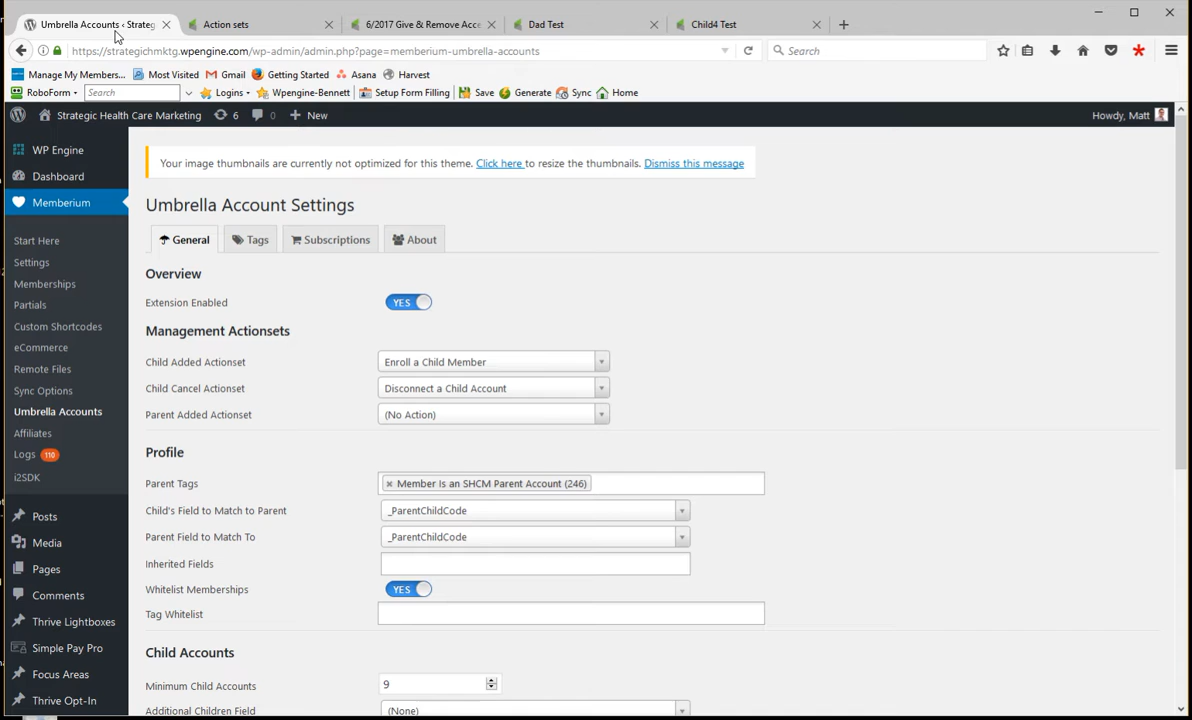 Umbrella Accounts ‹ Strateg
Action sets
6/2017 Give & Remove Acce
Dad Test
Child4 Test
https://strategichmktg.wpengine.com/wp-admin/admin.php?page=memberium-umbrella-accounts
Search
Manage My Members...
Most Visited
Gmail
Getting Started
Asana
Harvest
RoboForm
Search
Logins
Wpengine-Bennett
Setup Form Filling
Save
Generate
Sync
Home
Strategic Health Care Marketing
6
0
New
Howdy, Matt
WP Engine
Dashboard
Memberium
Start Here
Settings
Memberships
Partials
Custom Shortcodes
eCommerce
Remote Files
Sync Options
Umbrella Accounts
Affiliates
Logs 110
i2SDK
Posts
Media
Pages
Comments
Thrive Lightboxes
Simple Pay Pro
Focus Areas
Thrive Opt-In
Your image thumbnails are currently not optimized for this theme. Click here to resize the thumbnails. Dismiss this message
Umbrella Account Settings
General
Tags
Subscriptions
About
Overview
Extension Enabled YES
Management Actionsets
Child Added Actionset Enroll a Child Member
Child Cancel Actionset Disconnect a Child Account
Parent Added Actionset (No Action)
Profile
Parent Tags × Member Is an SHCM Parent Account (246)
Child's Field to Match to Parent _ParentChildCode
Parent Field to Match To _ParentChildCode
Inherited Fields
Whitelist Memberships YES
Tag Whitelist
Child Accounts
Minimum Child Accounts 9
Additional Children Field (None)